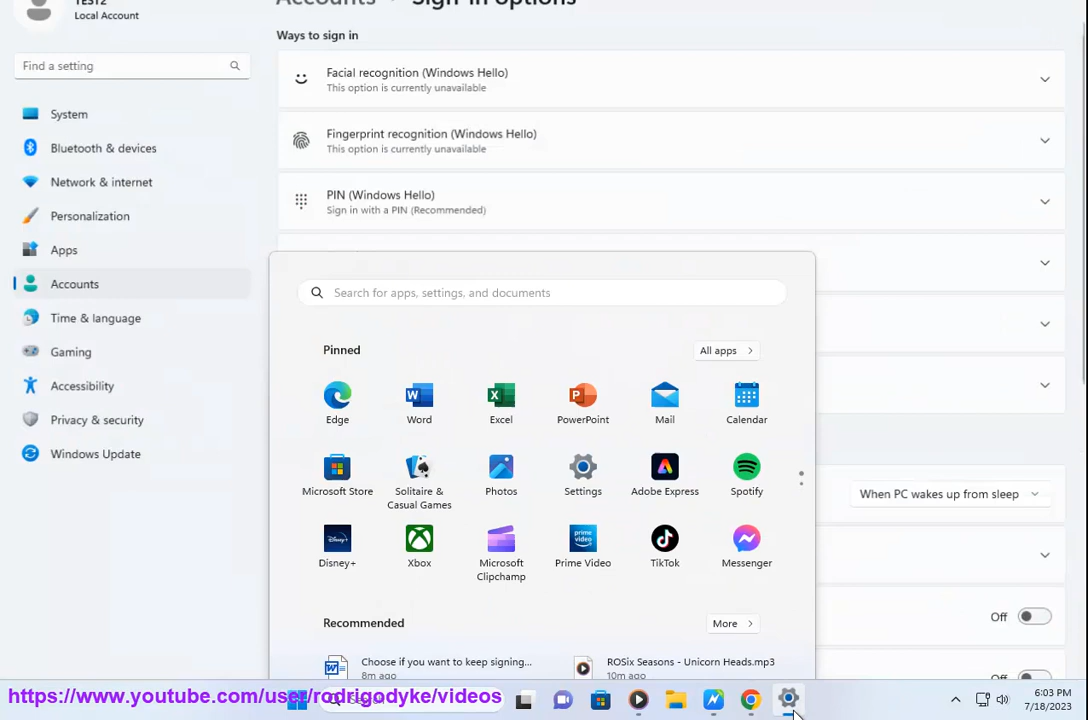 TEST2
Local Account
Accounts > Sign-in options
Find a setting
System
Bluetooth & devices
Network & internet
Personalization
Apps
Accounts
Time & language
Gaming
Accessibility
Privacy & security
Windows Update
Ways to sign in
Facial recognition (Windows Hello)
This option is currently unavailable
Fingerprint recognition (Windows Hello)
This option is currently unavailable
PIN (Windows Hello)
Sign in with a PIN (Recommended)
When PC wakes up from sleep
Off
Search for apps, settings, and documents
Pinned
All apps >
Edge
Word
Excel
PowerPoint
Mail
Calendar
Microsoft Store
Solitaire &
Casual Games
Photos
Settings
Adobe Express
Spotify
Disney+
Xbox
Microsoft
Clipchamp
Prime Video
TikTok
Messenger
Recommended
More >
Choose if you want to keep signing...
8m ago
ROSix Seasons - Unicorn Heads.mp3
10m ago
https://www.youtube.com/user/rodrigodyke/videos
6:03 PM
7/18/2023